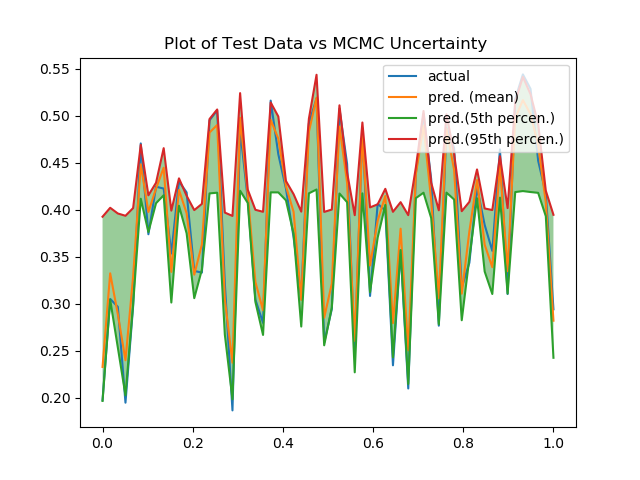 Plot of Test Data vs MCMC Uncertainty
0.55
0.50
0.45
0.40
0.35
0.30
0.25
0.20
actual
pred. (mean)
pred.(5th percen.)
pred.(95th percen.)
0.0 0.2 0.4 0.6 0.8 1.0